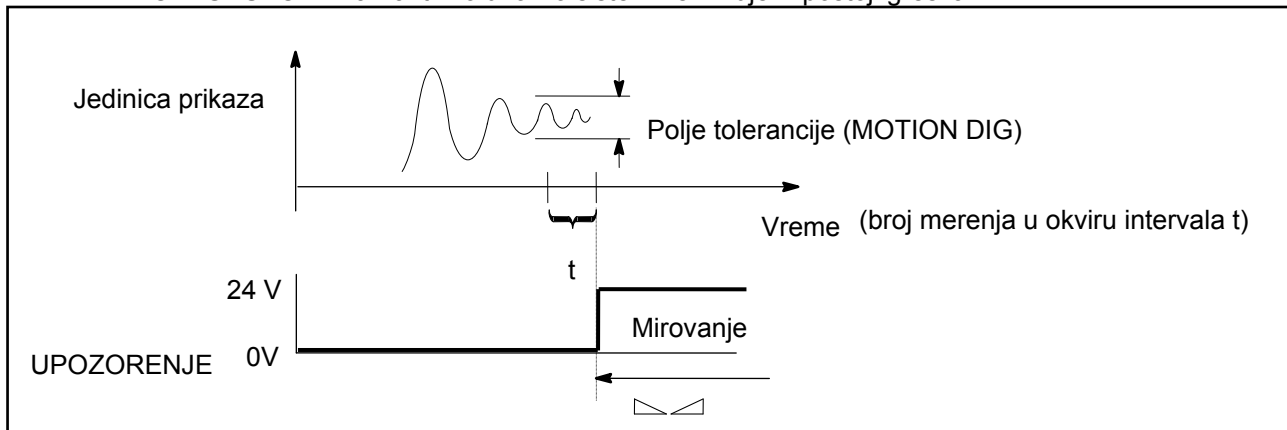 Jedinica prikaza
Polje tolerancije (MOTION DIG)
Vreme (broj merenja u okviru intervala t)
t
24 V
Mirovanje
0V
UPOZORENJE